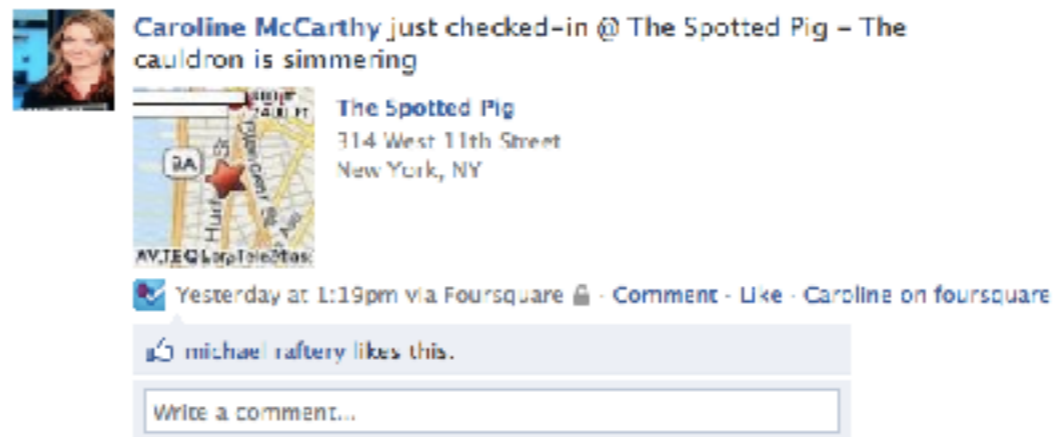 Caroline McCarthy just checked-in @ The Spotted Pig – The
cauldron is simmering
The Spotted Pig
314 West 11th Street
New York, NY
9A
Yesterday at 1:19pm via Foursquare · Comment · Like · Caroline on foursquare
michael raftery likes this.
Write a comment...